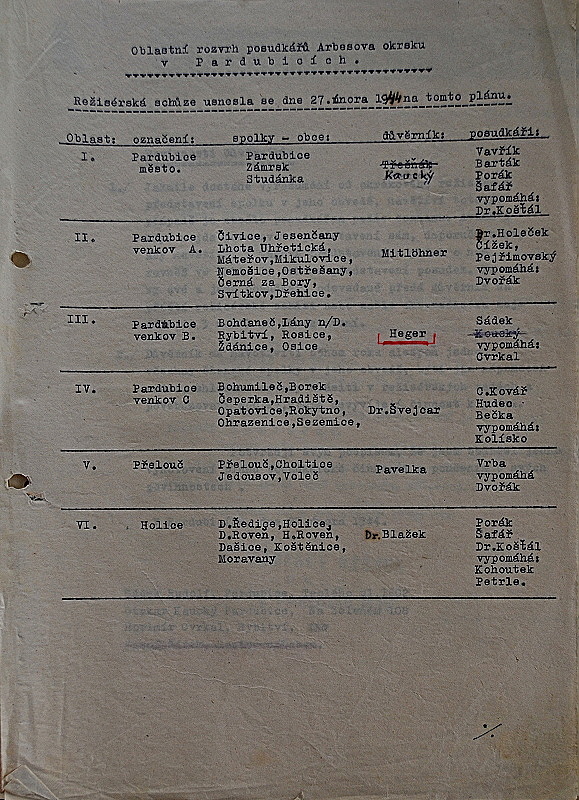 Oblastní rozvrh posudkářů Arbesova okrsku
v Pardubicích.
Režisérská schůze usnosla se dne 27.února 1944 na tomto plánu.
Oblast: označení: spolky - obce: důvěrník: posudkáři:
I. Pardubice Pardubice Třešňák Vavřík
město. Zámrsk Koucký Barták
Studánka Porák
Šafář
vypomáhá:
Dr.Koštál
II. Pardubice Čivice, Jesenčany Dr.Holeček
venkov A. Lhota Uhřetická, Mitlöhner Čížek,
Mateřov,Mikulovice, Pejřimovský
Nemošice,Ostřešany, vypomáhá:
Černá za Bory, Dvořák
Svítkov,Dřenice.
III. Pardubice Bohdaneč,Lány n/D. Sádek
venkov B. Rybitví, Rosice, Heger Koucký
Ždánice, Osice vypomáhá:
Cvrkal
IV. Pardubice Bohumileč,Borek C.Kovář
venkov C Čeperka,Hradiště, Hudec
Opatovice,Rokytno, Dr.Švejcar Bečka
Ohrazenice,Sezemice, vypomáhá:
Kolísko
V. Přelouč Přelouč,Choltice Pavelka Vrba
Jedousov,Voleč vypomáhá
Dvořák
VI. Holice D.Ředige,Holice, Porák
D.Roveň, H.Roveň, Dr.Blažek Šafář
Dašice, Koštěnice, Dr.Koštál
Moravany vypomáhá:
Kohoutek
Petrle.
./.